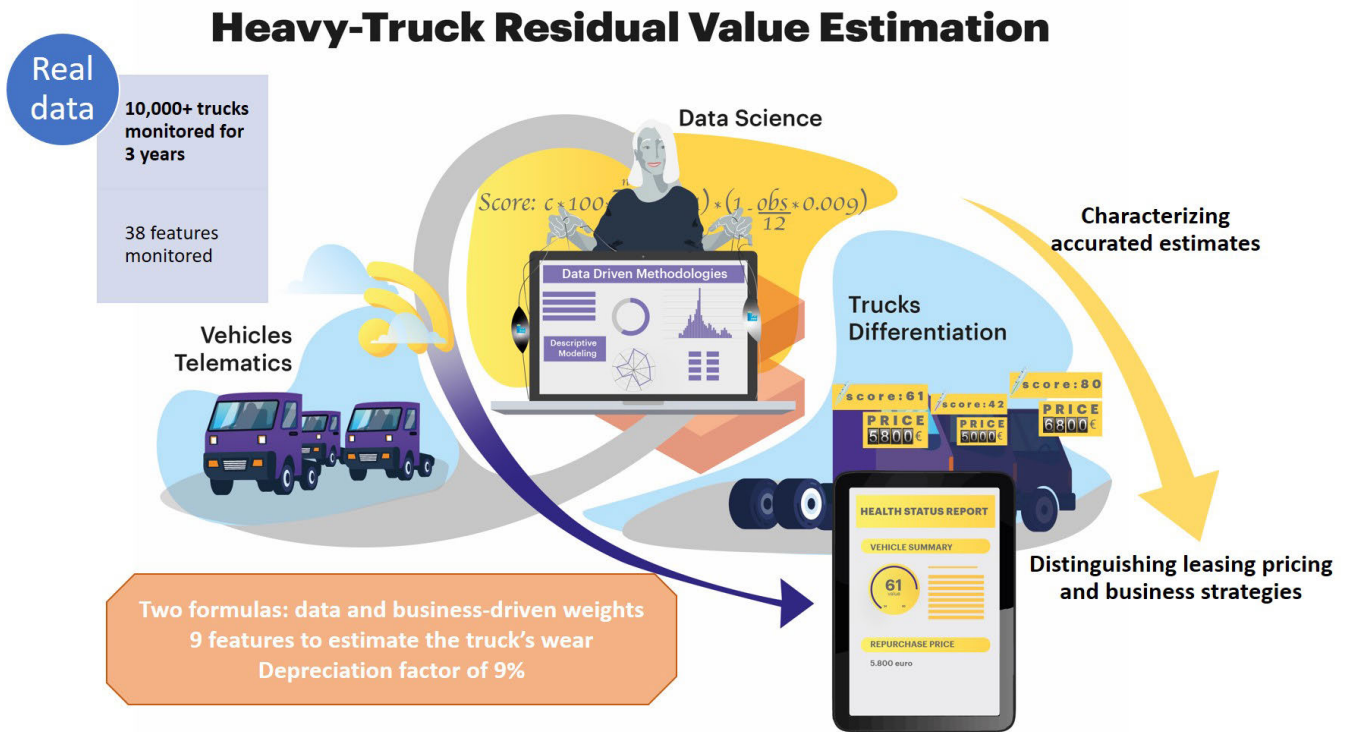 Heavy-Truck Residual Value Estimation
Real
data
10,000+ trucks
monitored for
3 years
38 features
monitored
Data Science
Score: c*100
) * (1 - obs * 0.009)
12
Data Driven Methodologies
Descriptive
Modeling
Vehicles
Telematics
Trucks
Differentiation
score:61
PRICE
5800€
score:42
PRICE
5000€
score:80
PRICE
6800€
Characterizing
accurated estimates
Distinguishing leasing pricing
and business strategies
HEALTH STATUS REPORT
VEHICLE SUMMARY
61
REPURCHASE PRICE
5.800 euro
Two formulas: data and business-driven weights
9 features to estimate the truck's wear
Depreciation factor of 9%